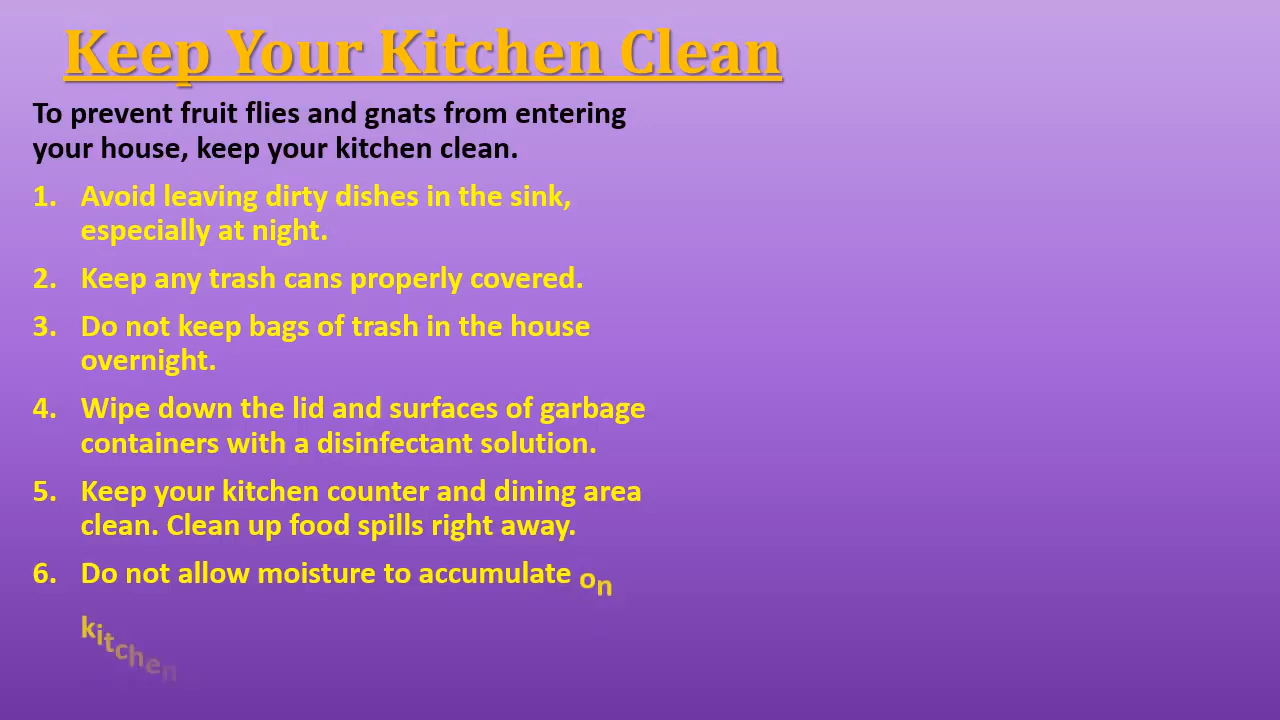 Keep Your Kitchen Clean
To prevent fruit flies and gnats from entering
your house, keep your kitchen clean.
1. Avoid leaving dirty dishes in the sink,
especially at night.
2. Keep any trash cans properly covered.
3. Do not keep bags of trash in the house
overnight.
4. Wipe down the lid and surfaces of garbage
containers with a disinfectant solution.
5. Keep your kitchen counter and dining area
clean. Clean up food spills right away.
6. Do not allow moisture to accumulate on
kitchen